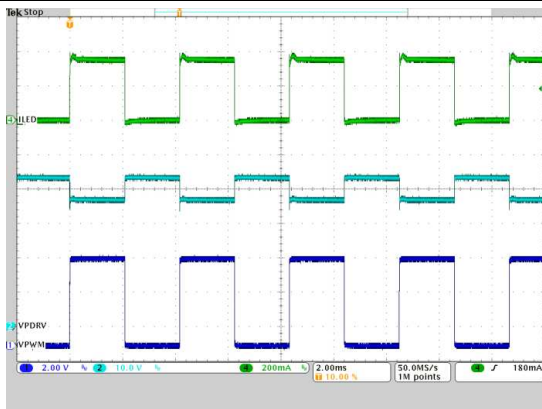 Tek Stop
T
4 ILED
2 VPDRV
1 VPWM
1 2.00 V 2 10.0 V 4 200mA 2.00ms 50.0MS/s 4 180mA
T 10.00 % 1M points